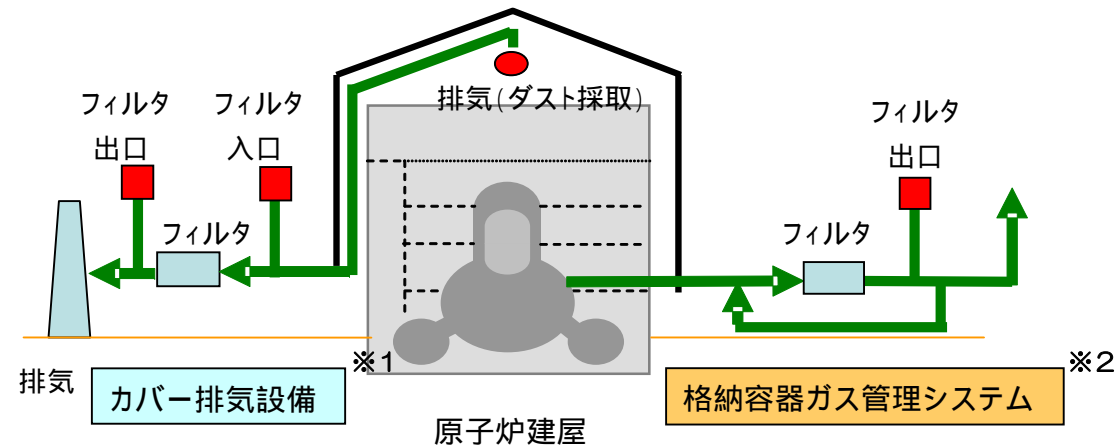 排気(ダスト採取)
フィルタ
出口
フィルタ
入口
フィルタ
出口
フィルタ
フィルタ
排気
カバー排気設備
※1
原子炉建屋
格納容器ガス管理システム
※2